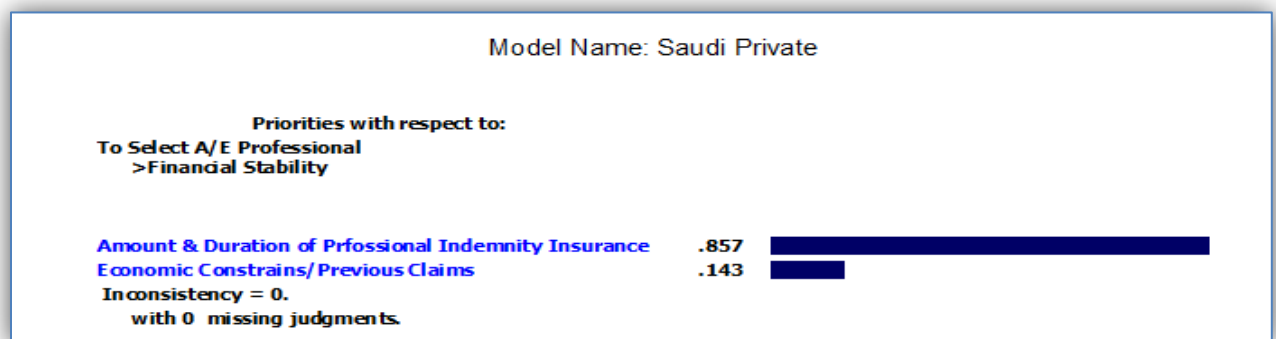 Model Name: Saudi Private
Priorities with respect to:
To Select A/E Professional
>Financial Stability
Amount & Duration of Prfossional Indemnity Insurance .857
Economic Constrains/Previous Claims .143
Inconsistency = 0.
with 0 missing judgments.